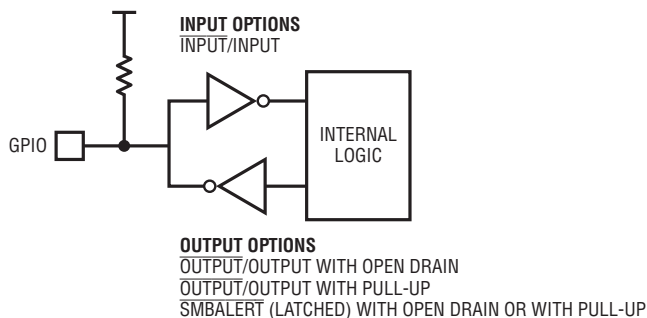 INPUT OPTIONS
INPUT/INPUT
GPIO
INTERNAL
LOGIC
OUTPUT OPTIONS
OUTPUT/OUTPUT WITH OPEN DRAIN
OUTPUT/OUTPUT WITH PULL-UP
SMBALERT (LATCHED) WITH OPEN DRAIN OR WITH PULL-UP